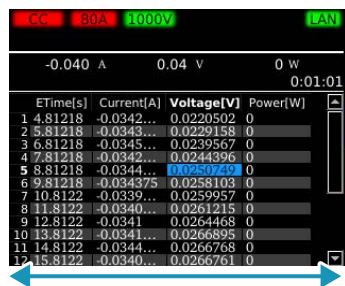 CC 80A 1000V LAN
-0.040 A 0.04 V 0 W
0:01:01
ETime[s] Current[A] Voltage[V] Power[W]
1 4.81218 -0.0342... 0.0220502 0
2 5.81218 -0.0343... 0.0229158 0
3 6.81218 -0.0345... 0.0239567 0
4 7.81218 -0.0342... 0.0244396 0
5 8.81218 -0.0344... 0.0250749 0
6 9.81218 -0.034375 0.0258103 0
7 10.8122 -0.0339... 0.0259957 0
8 11.8122 -0.0340... 0.0261215 0
9 12.8122 -0.0341 0.0264468 0
10 13.8122 -0.0341... 0.0266895 0
11 14.8122 -0.0344... 0.0266768 0
12 15.8122 -0.0340... 0.0266761 0